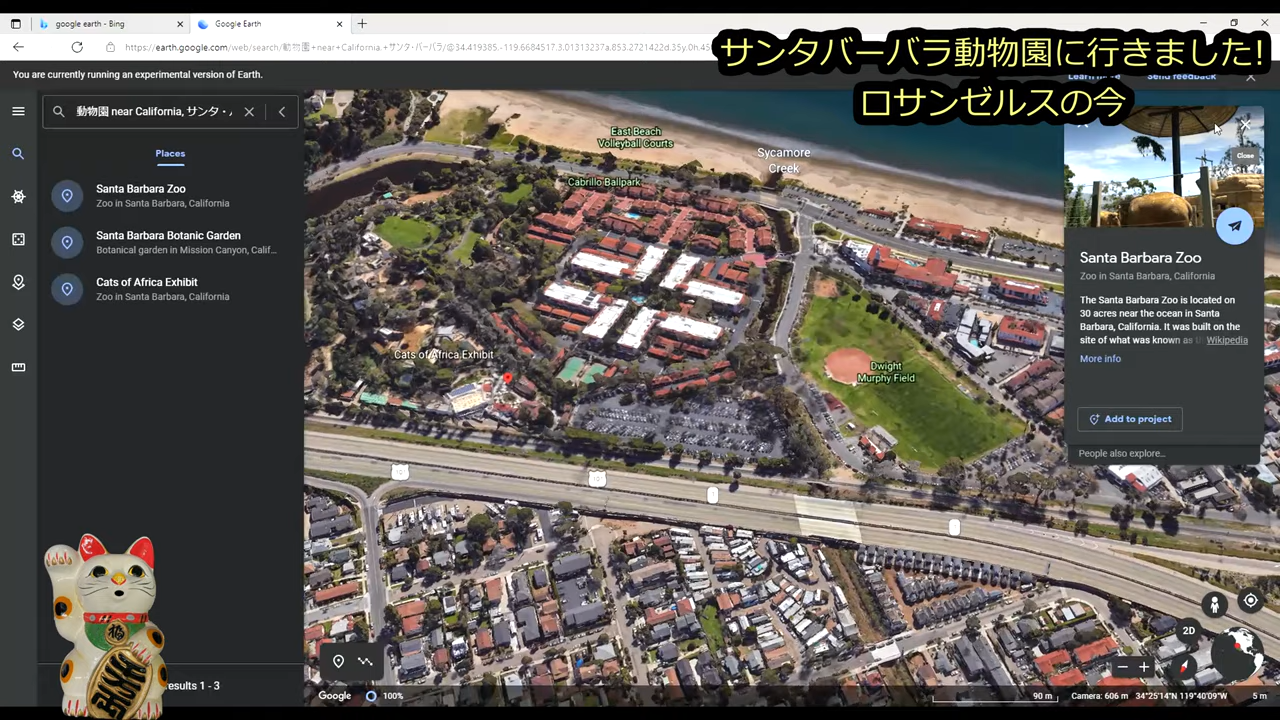 google earth - Bing
Google Earth
サンタバーバラ動物園に行きました!
ロサンゼルスの今
You are currently running an experimental version of Earth.
Learn more
Send feedback
動物園 near California, サンタ・
Places
Santa Barbara Zoo
Zoo in Santa Barbara, California
Santa Barbara Botanic Garden
Botanical garden in Mission Canyon, Calif...
Cats of Africa Exhibit
Zoo in Santa Barbara, California
results 1 - 3
East Beach
Volleyball Courts
Sycamore
Creek
Cabrillo Ballpark
Cats of Africa Exhibit
Dwight
Murphy Field
101
1
Close
Santa Barbara Zoo
Zoo in Santa Barbara, California
The Santa Barbara Zoo is located on
30 acres near the ocean in Santa
Barbara, California. It was built on the
site of what was known as Wikipedia
More info
Add to project
People also explore...
2D
福
Google
100%
90 m
Camera: 606 m 34°25'14"N 119°40'09"W
5 m